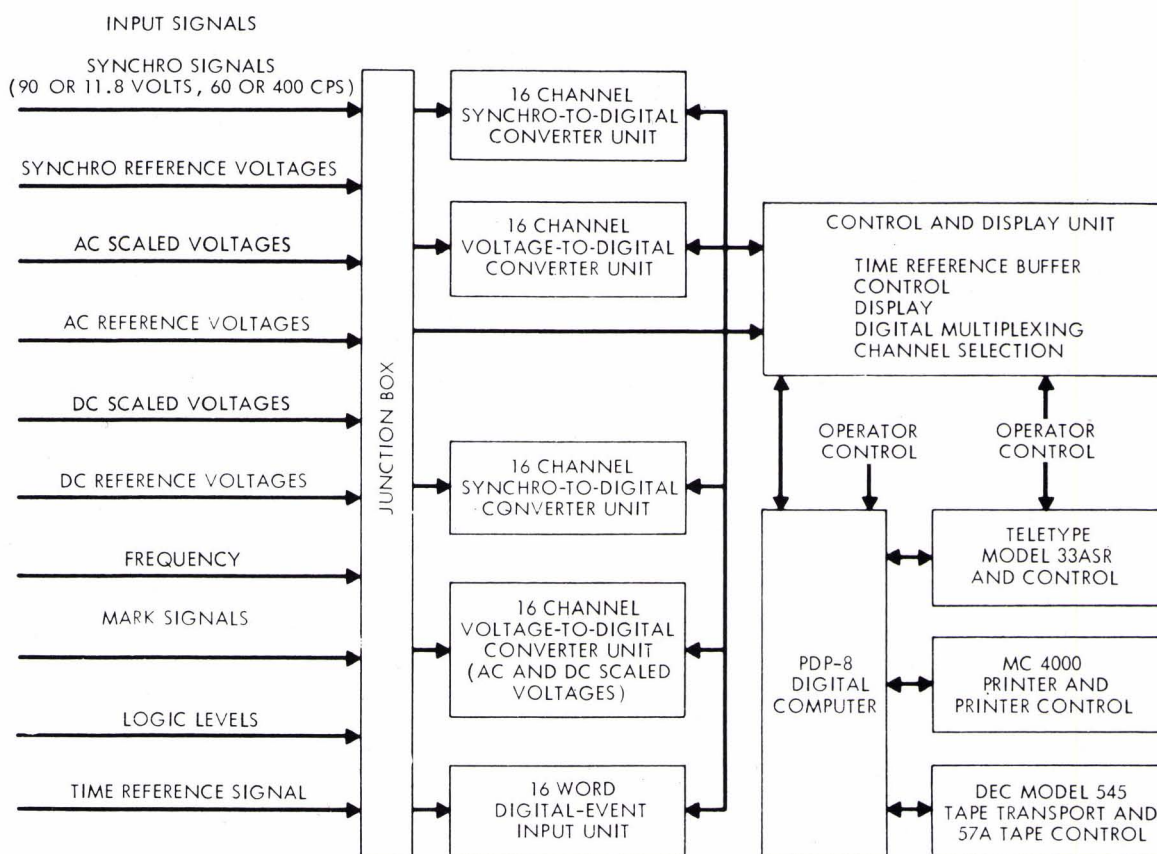 INPUT SIGNALS
SYNCHRO SIGNALS
(90 OR 11.8 VOLTS, 60 OR 400 CPS)
SYNCHRO REFERENCE VOLTAGES
AC SCALED VOLTAGES
AC REFERENCE VOLTAGES
DC SCALED VOLTAGES
DC REFERENCE VOLTAGES
FREQUENCY
MARK SIGNALS
LOGIC LEVELS
TIME REFERENCE SIGNAL
JUNCTION BOX
16 CHANNEL
SYNCHRO-TO-DIGITAL
CONVERTER UNIT
16 CHANNEL
VOLTAGE-TO-DIGITAL
CONVERTER UNIT
16 CHANNEL
SYNCHRO-TO-DIGITAL
CONVERTER UNIT
16 CHANNEL
VOLTAGE-TO-DIGITAL
CONVERTER UNIT
(AC AND DC SCALED
VOLTAGES)
16 WORD
DIGITAL-EVENT
INPUT UNIT
CONTROL AND DISPLAY UNIT
TIME REFERENCE BUFFER
CONTROL
DISPLAY
DIGITAL MULTIPLEXING
CHANNEL SELECTION
OPERATOR
CONTROL
OPERATOR
CONTROL
PDP-8
DIGITAL
COMPUTER
TELETYPE
MODEL 33ASR
AND CONTROL
MC 4000
PRINTER AND
PRINTER CONTROL
DEC MODEL 545
TAPE TRANSPORT AND
57A TAPE CONTROL